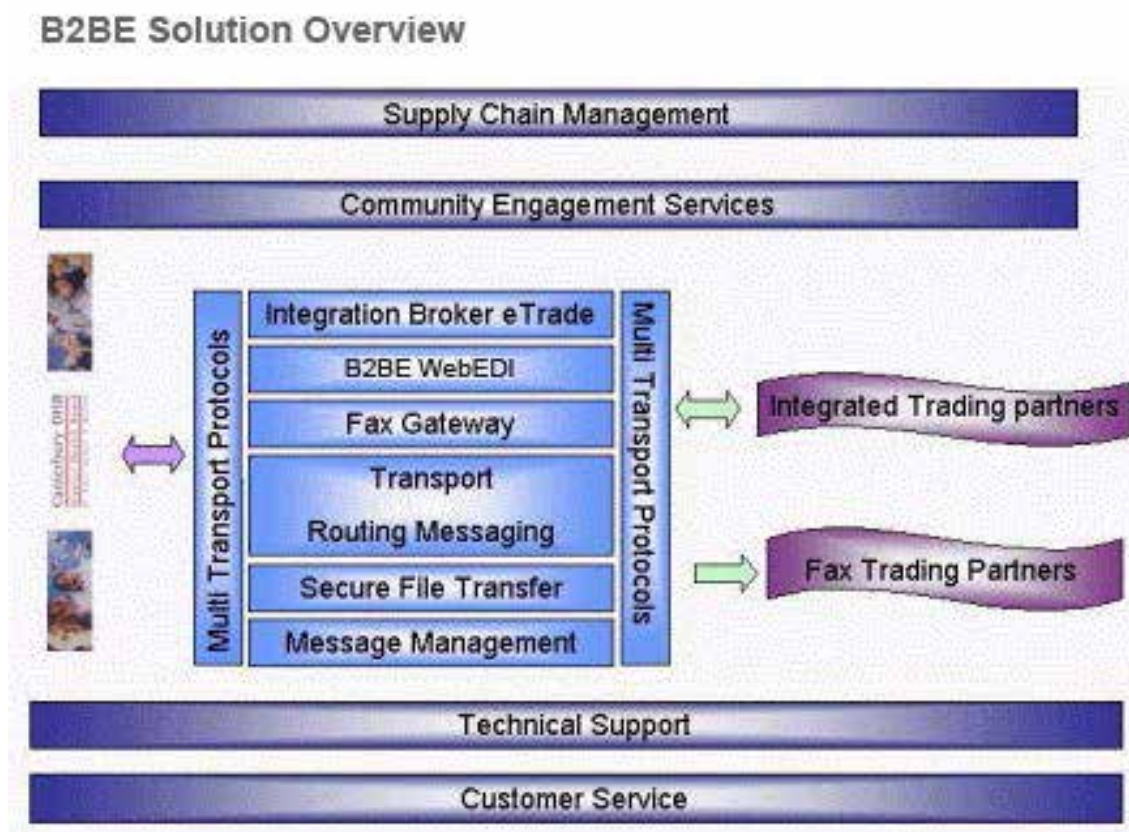 B2BE Solution Overview
Supply Chain Management
Community Engagement Services
Canterbury DHB
Multi Transport Protocols
Integration Broker eTrade
B2BE WebEDI
Fax Gateway
Transport
Routing Messaging
Secure File Transfer
Message Management
Multi Transport Protocols
Integrated Trading partners
Fax Trading Partners
Technical Support
Customer Service